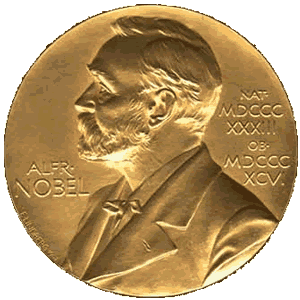 ALFR·
NOBEL
NAT·
MDCCC
XXXIII
OB·
MDCCC
XCVI